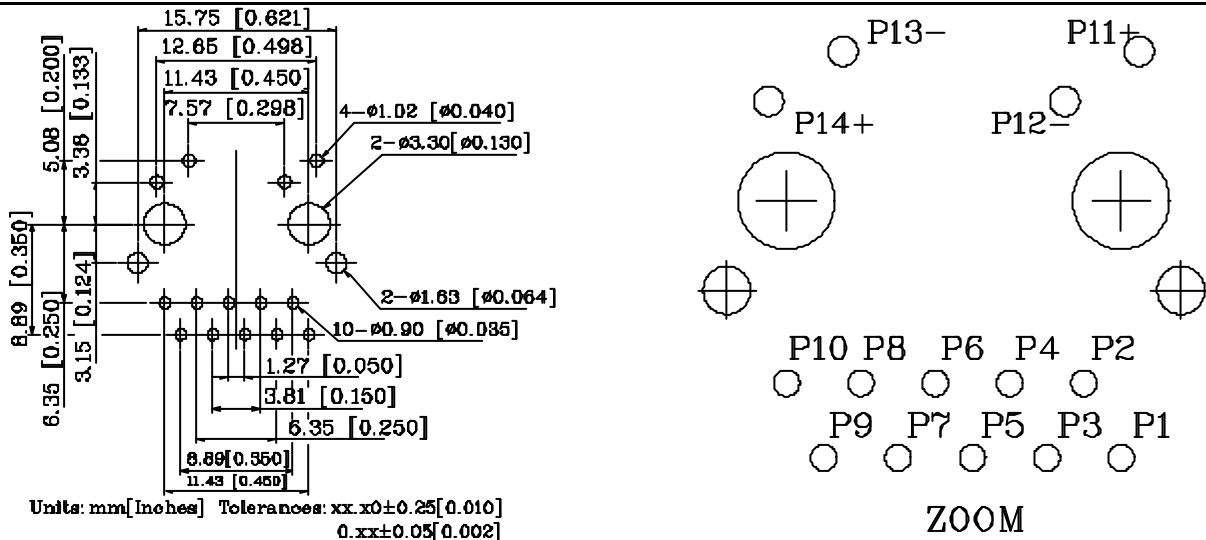 15.75 [0.621]
12.65 [0.498]
11.43 [0.450]
7.57 [0.298]
5.08 [0.200]
3.38 [0.133]
4-ø1.02 [ø0.040]
2-ø3.30[ø0.130]
8.89 [0.350]
6.35 [0.250]
3.15 [0.124]
2-ø1.63 [ø0.064]
10-ø0.90 [ø0.035]
1.27 [0.050]
3.81 [0.150]
6.35 [0.250]
8.89[0.350]
11.43 [0.450]
Units: mm[Inches] Tolerances: xx.x0±0.25[0.010]
0.xx±0.05[0.002]
P13- P11+
P14+ P12-
P10 P8 P6 P4 P2
P9 P7 P5 P3 P1
ZOOM